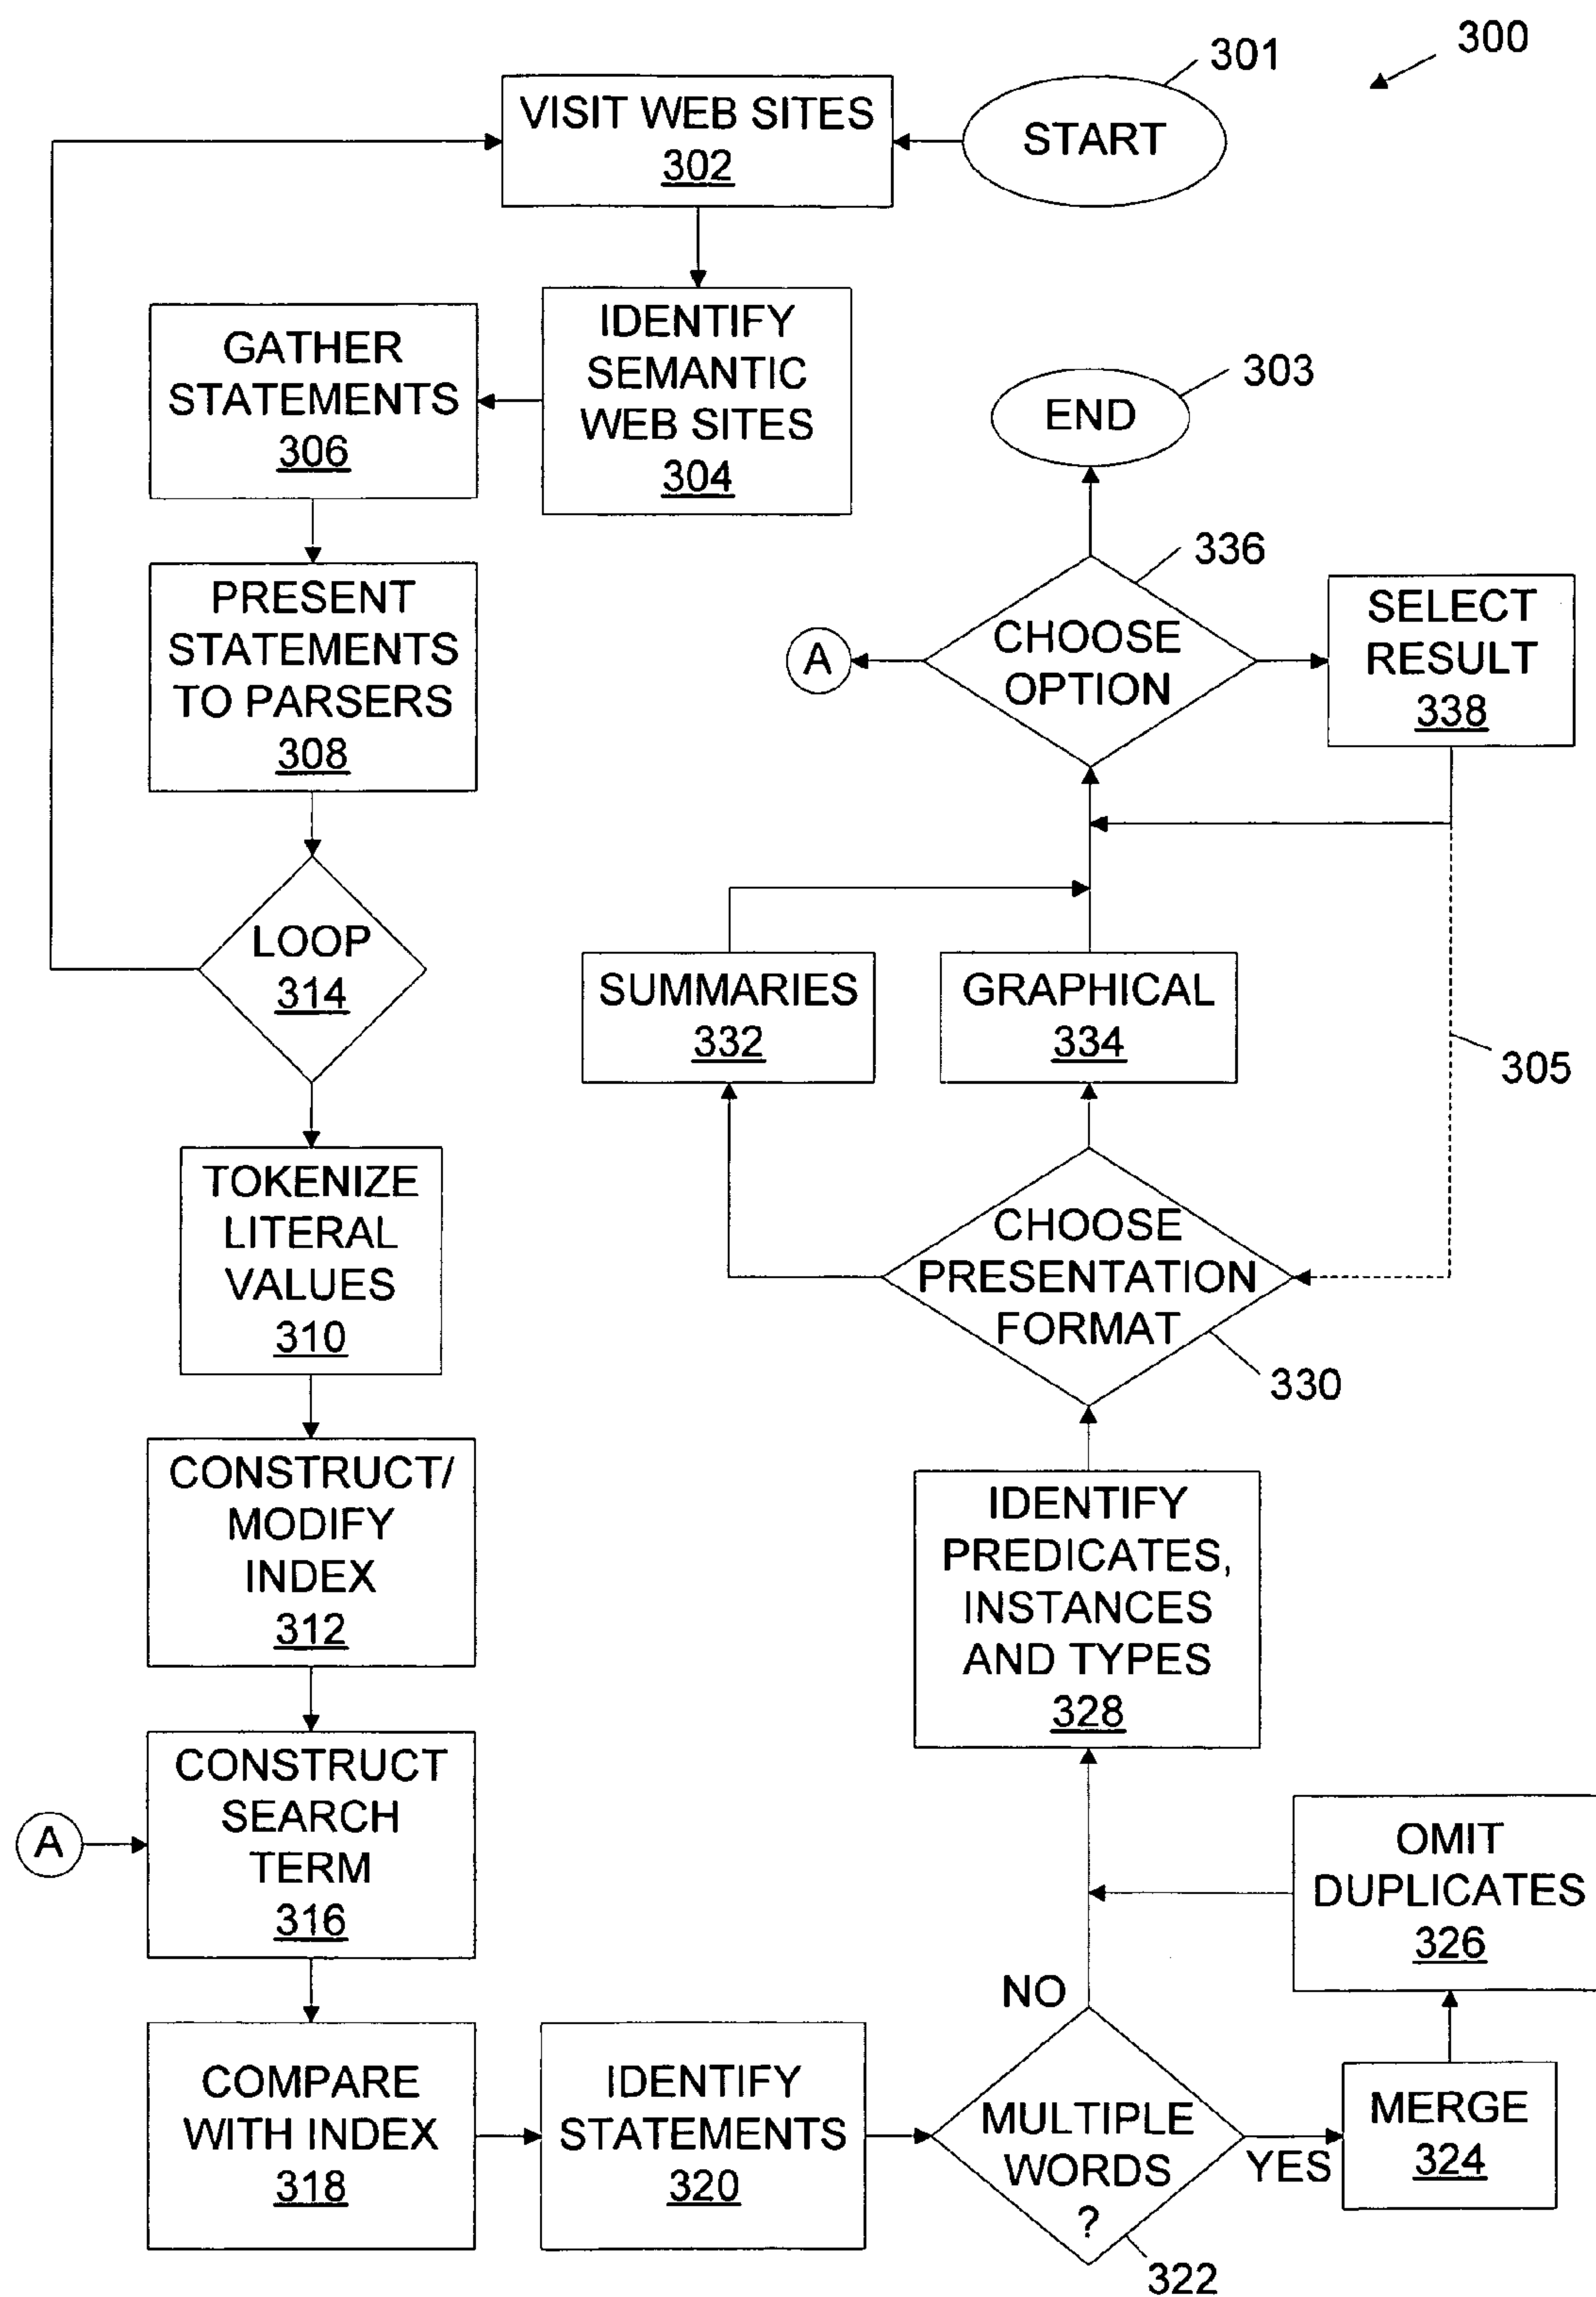 300
301
VISIT WEB SITES
302
START
IDENTIFY
SEMANTIC
WEB SITES
304
GATHER
STATEMENTS
306
303
END
PRESENT
STATEMENTS
TO PARSERS
308
336
CHOOSE
OPTION
A
SELECT
RESULT
338
LOOP
314
SUMMARIES
332
GRAPHICAL
334
305
TOKENIZE
LITERAL
VALUES
310
CHOOSE
PRESENTATION
FORMAT
330
CONSTRUCT/
MODIFY
INDEX
312
IDENTIFY
PREDICATES,
INSTANCES
AND TYPES
328
A
CONSTRUCT
SEARCH
TERM
316
OMIT
DUPLICATES
326
NO
COMPARE
WITH INDEX
318
IDENTIFY
STATEMENTS
320
MULTIPLE
WORDS
?
322
YES
MERGE
324